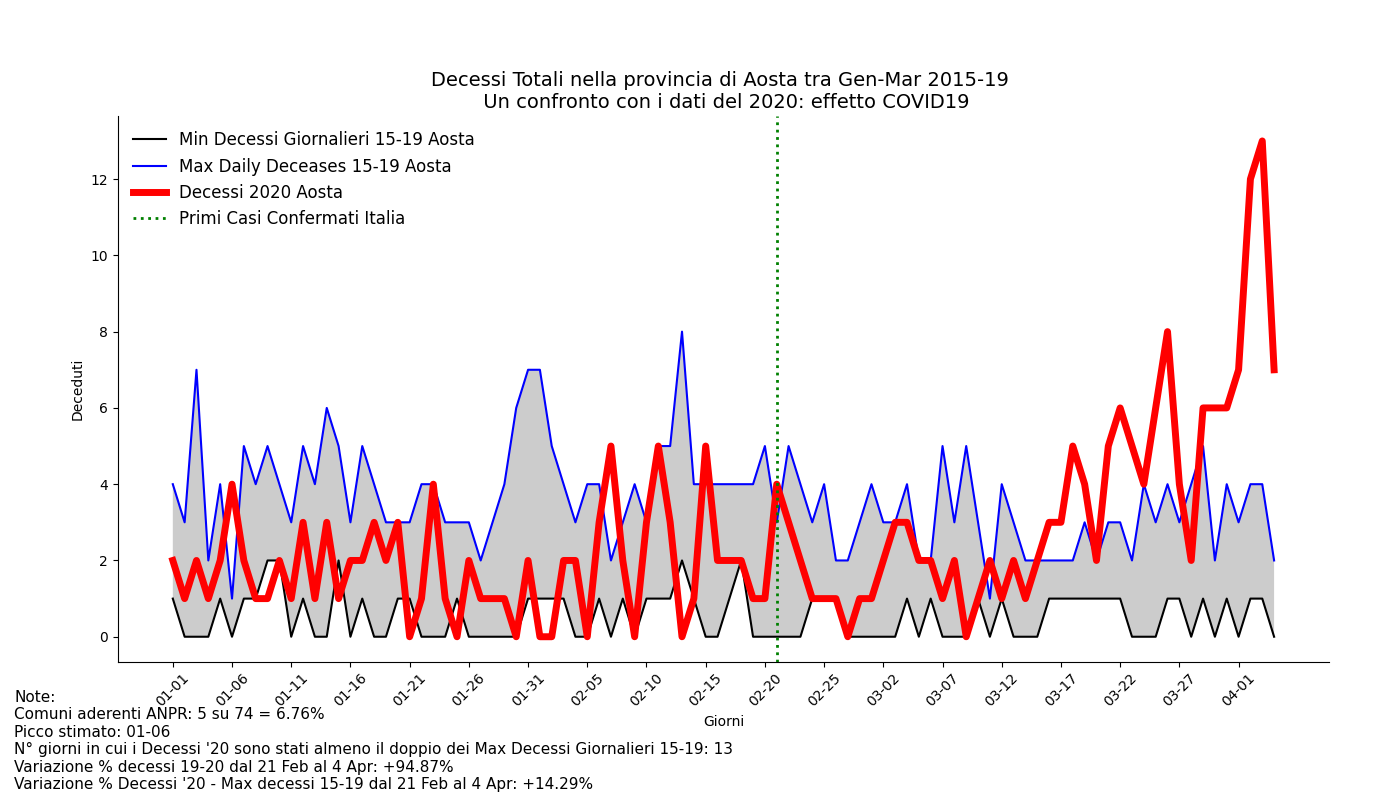 Decessi Totali nella provincia di Aosta tra Gen-Mar 2015-19
Un confronto con i dati del 2020: effetto COVID19
Min Decessi Giornalieri 15-19 Aosta
Max Daily Deceases 15-19 Aosta
Decessi 2020 Aosta
Primi Casi Confermati Italia
Deceduti
12
10
8
6
4
2
0
01-01 01-06 01-11 01-16 01-21 01-26 01-31 02-05 02-10 02-15 02-20 02-25 03-02 03-07 03-12 03-17 03-22 03-27 04-01
Giorni
Note:
Comuni aderenti ANPR: 5 su 74 = 6.76%
Picco stimato: 01-06
N° giorni in cui i Decessi '20 sono stati almeno il doppio dei Max Decessi Giornalieri 15-19: 13
Variazione % decessi 19-20 dal 21 Feb al 4 Apr: +94.87%
Variazione % Decessi '20 - Max decessi 15-19 dal 21 Feb al 4 Apr: +14.29%